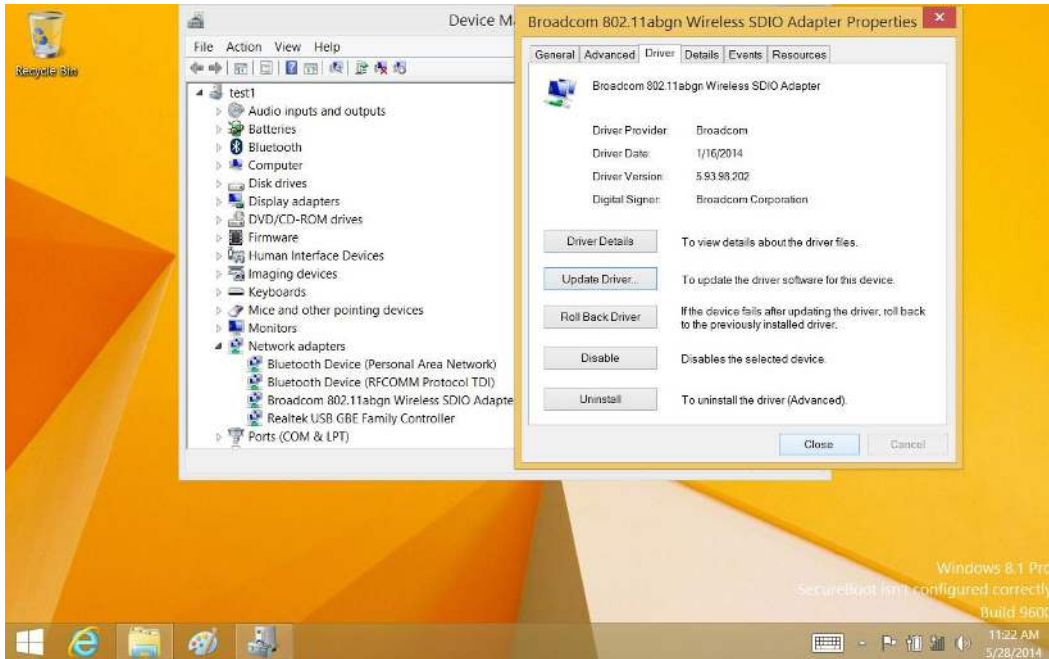 Recycle Bin
Device M
File Action View Help
test1
Audio inputs and outputs
Batteries
Bluetooth
Computer
Disk drives
Display adapters
DVD/CD-ROM drives
Firmware
Human Interface Devices
Imaging devices
Keyboards
Mice and other pointing devices
Monitors
Network adapters
Bluetooth Device (Personal Area Network)
Bluetooth Device (RFCOMM Protocol TDI)
Broadcom 802.11abgn Wireless SDIO Adapte
Realtek USB GBE Family Controller
Ports (COM & LPT)
Broadcom 802.11abgn Wireless SDIO Adapter Properties
General Advanced Driver Details Events Resources
Broadcom 802.11abgn Wireless SDIO Adapter
Driver Provider: Broadcom
Driver Date: 1/16/2014
Driver Version: 5.93.98.202
Digital Signer: Broadcom Corporation
Driver Details To view details about the driver files.
Update Driver... To update the driver software for this device.
Roll Back Driver If the device fails after updating the driver, roll back
to the previously installed driver.
Disable Disables the selected device.
Uninstall To uninstall the driver (Advanced).
Close Cancel
Windows 8.1 Pro
SecureBoot isn't configured correctly
Build 9600
11:22 AM
5/28/2014